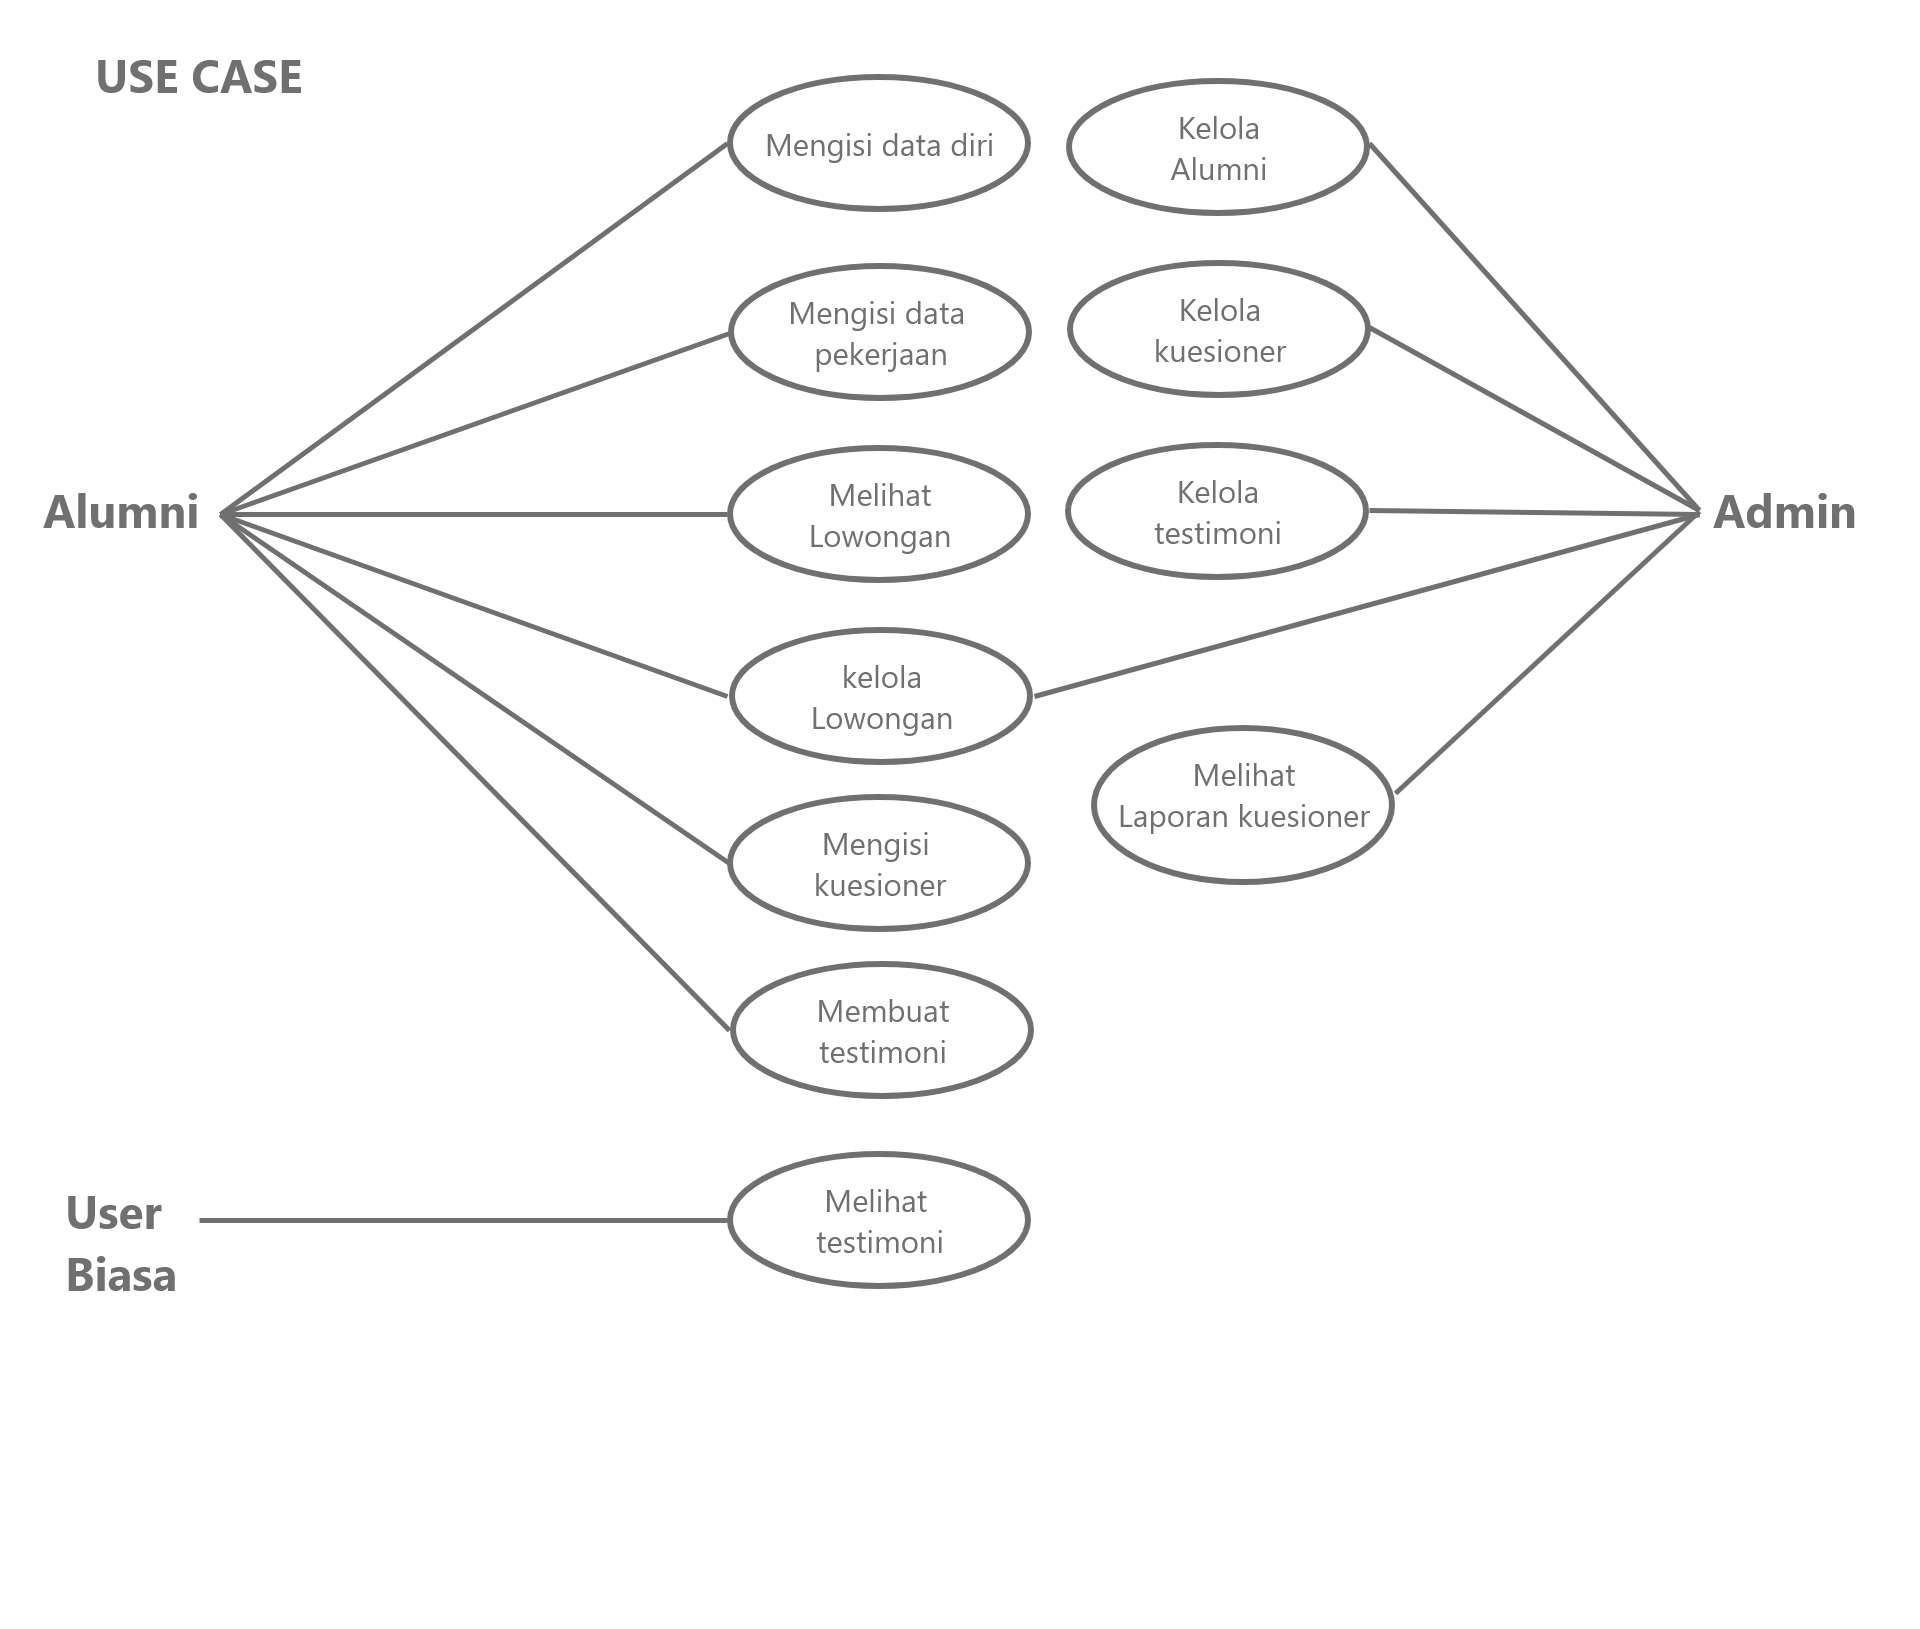 USE CASE
Mengisi data diri
Kelola
Alumni
Mengisi data
pekerjaan
Kelola
kuesioner
Alumni
Melihat
Lowongan
Kelola
testimoni
Admin
kelola
Lowongan
Melihat
Laporan kuesioner
Mengisi
kuesioner
Membuat
testimoni
User
Biasa
Melihat
testimoni